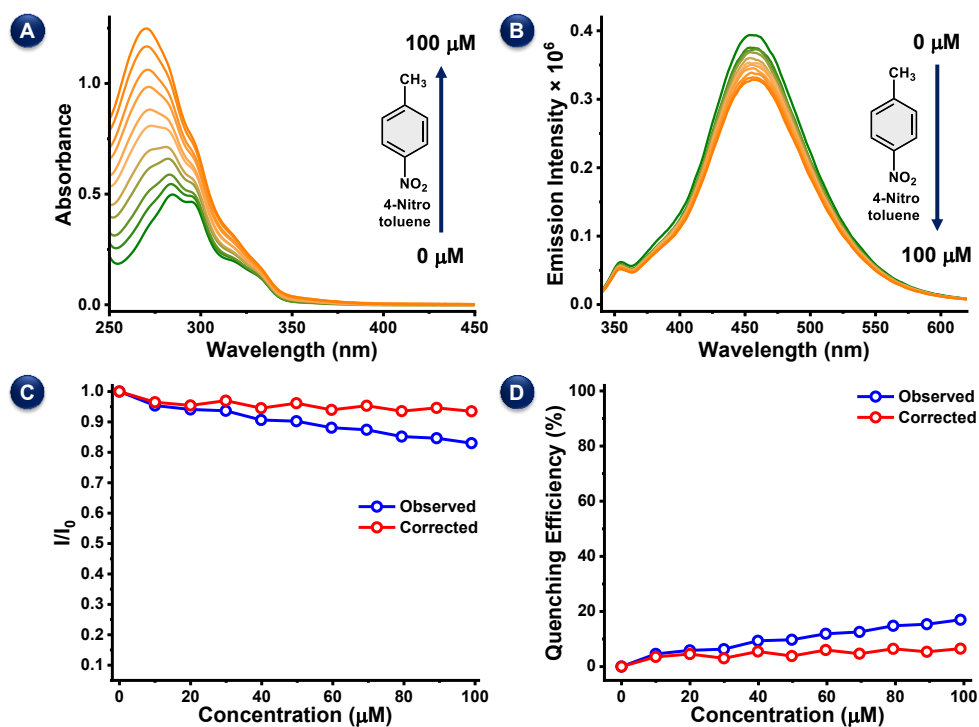 A
100 μM
CH3
NO2
4-Nitro
toluene
0 μM
Absorbance
1.0
0.5
0.0
250 300 350 400 450
Wavelength (nm)
B
0 μM
CH3
NO2
4-Nitro
toluene
100 μM
Emission Intensity × 10⁶
0.4
0.3
0.2
0.1
0.0
350 400 450 500 550 600
Wavelength (nm)
C
Observed
Corrected
I/I₀
1.0
0.9
0.8
0.7
0.6
0.5
0.4
0.3
0.2
0.1
0 20 40 60 80 100
Concentration (μM)
D
Observed
Corrected
Quenching Efficiency (%)
100
80
60
40
20
0
0 20 40 60 80 100
Concentration (μM)